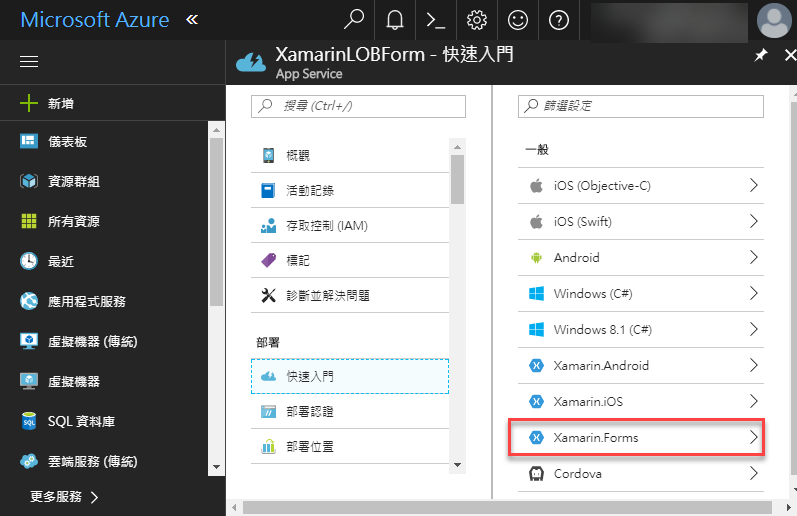 Microsoft Azure «
XamarinLOBForm - 快速入門
App Service
新增
儀表板
資源群組
所有資源
最近
應用程式服務
虛擬機器 (傳統)
虛擬機器
SQL 資料庫
雲端服務 (傳統)
更多服務
搜尋 (Ctrl+/)
概觀
活動記錄
存取控制 (IAM)
標記
診斷並解決問題
部署
快速入門
部署認證
部署位置
篩選設定
一般
iOS (Objective-C)
iOS (Swift)
Android
Windows (C#)
Windows 8.1 (C#)
Xamarin.Android
Xamarin.iOS
Xamarin.Forms
Cordova